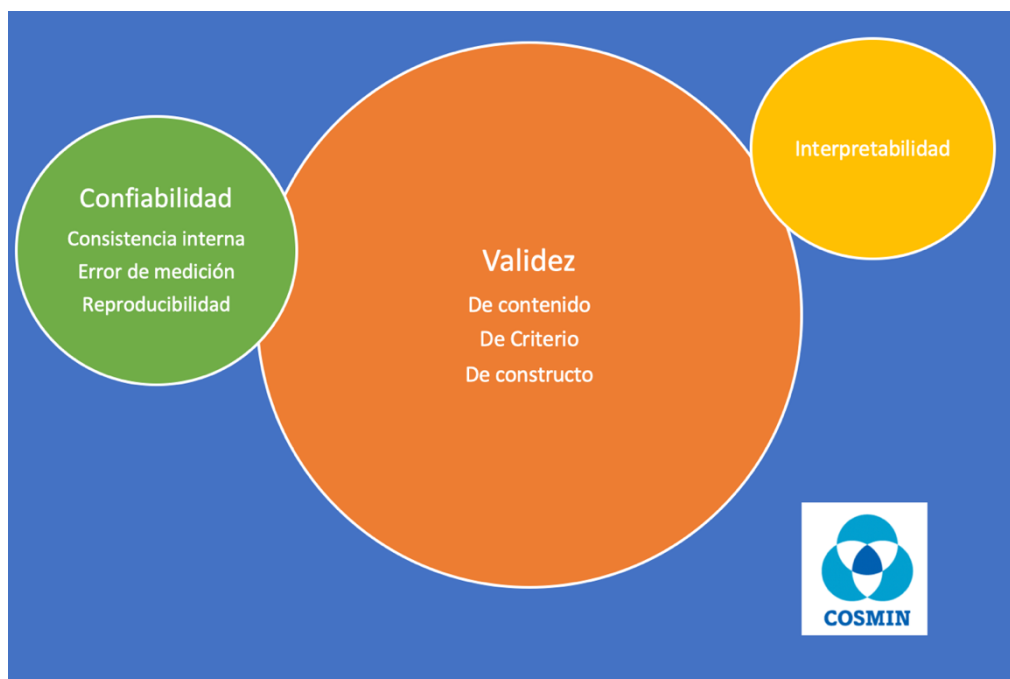 Confiabilidad
Consistencia interna
Error de medición
Reproducibilidad
Validez
De contenido
De Criterio
De constructo
Interpretabilidad
COSMIN